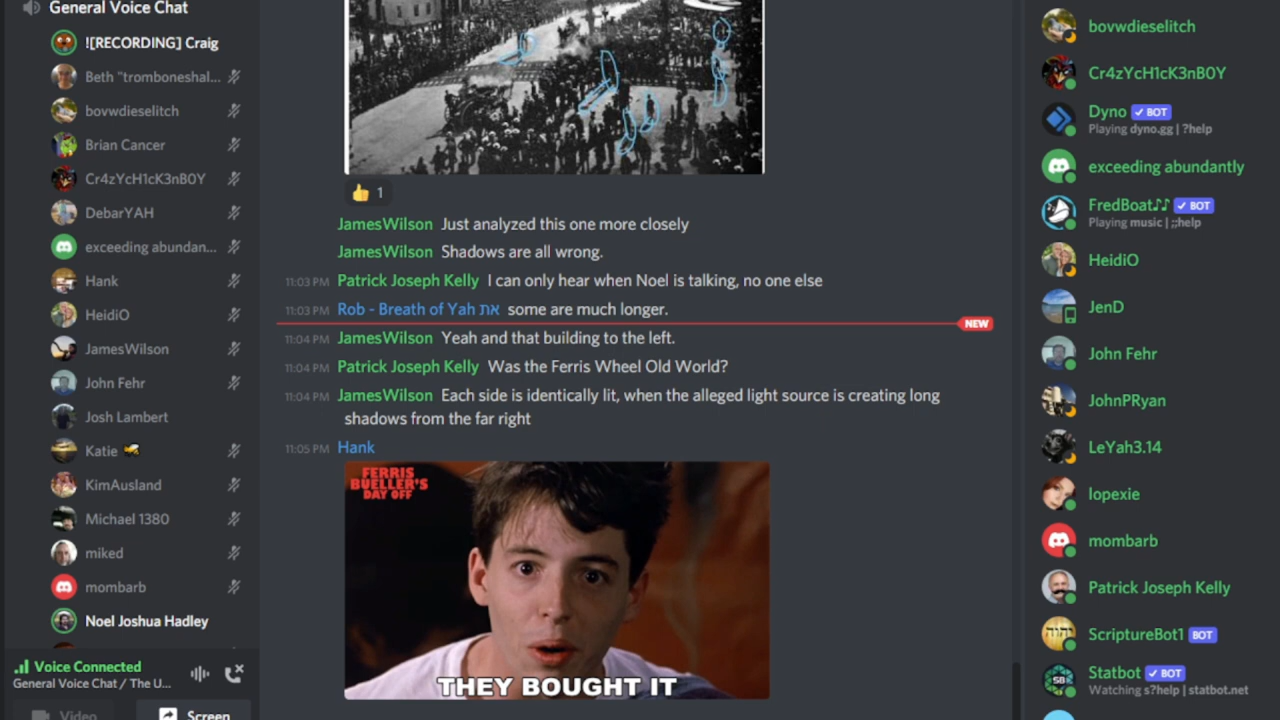 General Voice Chat
![RECORDING] Craig
Beth "tromboneshal...
bovwdieselitch
Brian Cancer
Cr4zYcH1cK3nB0Y
DebarYAH
exceeding abundan...
Hank
HeidiO
JamesWilson
John Fehr
Josh Lambert
Katie
KimAusland
Michael 1380
miked
mombarb
Noel Joshua Hadley
Voice Connected
General Voice Chat / The U...
Video
Screen
👍 1
JamesWilson Just analyzed this one more closely
JamesWilson Shadows are all wrong.
11:03 PM Patrick Joseph Kelly I can only hear when Noel is talking, no one else
11:03 PM Rob - Breath of Yah את some are much longer.
NEW
11:04 PM JamesWilson Yeah and that building to the left.
11:04 PM Patrick Joseph Kelly Was the Ferris Wheel Old World?
11:04 PM JamesWilson Each side is identically lit, when the alleged light source is creating long
shadows from the far right
11:05 PM Hank
FERRIS
BUELLER'S
DAY OFF
THEY BOUGHT IT
bovwdieselitch
Cr4zYcH1cK3nB0Y
Dyno ✓ BOT
Playing dyno.gg | ?help
exceeding abundantly
FredBoat♪♪ ✓ BOT
Playing music | ;;help
HeidiO
JenD
John Fehr
JohnPRyan
LeYah3.14
lopexie
mombarb
Patrick Joseph Kelly
יהוה
ScriptureBot1 BOT
SB
Statbot ✓ BOT
Watching s?help | statbot.net